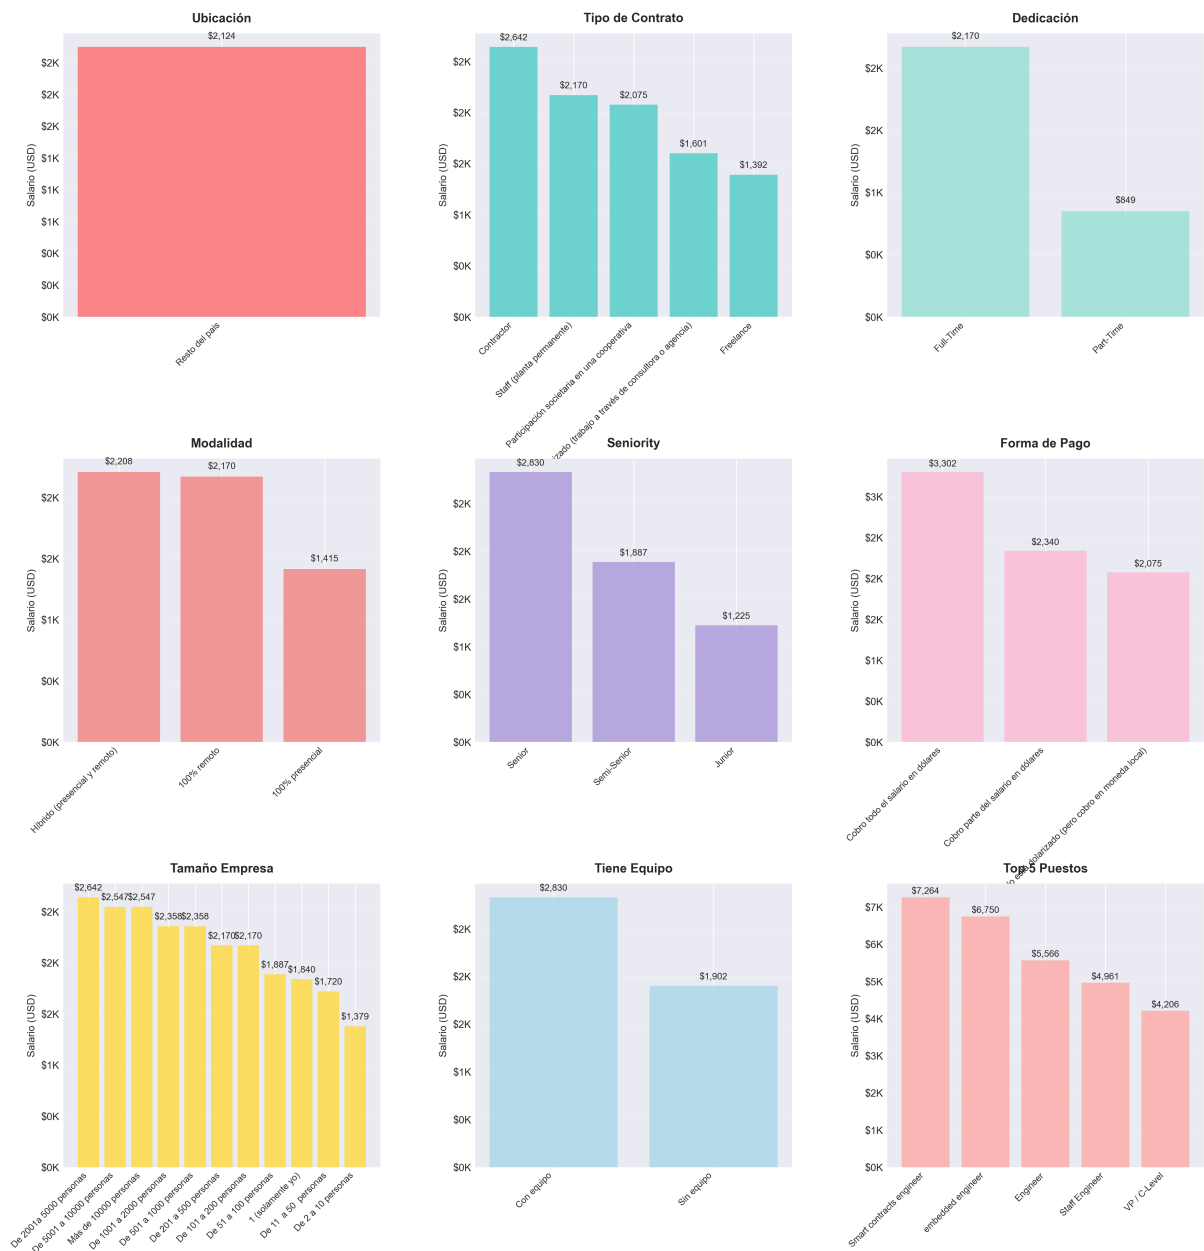 Ubicación
$2,124
$2K
$2K
$2K
$1K
$1K
$1K
$0K
$0K
$0K
Salario (USD)
Resto del pais
Tipo de Contrato
$2,642
$2,170
$2,075
$1,601
$1,392
$2K
$2K
$2K
$1K
$0K
$0K
Salario (USD)
Contractor
Staff (planta permanente)
Participación societaria en una cooperativa
(trabajo a través de consultora o agencia)
Freelance
Dedicación
$2,170
$849
$2K
$2K
$1K
$0K
$0K
Salario (USD)
Full-Time
Part-Time
Modalidad
$2,208
$2,170
$1,415
$2K
$2K
$1K
$0K
$0K
Salario (USD)
Híbrido (presencial y remoto)
100% remoto
100% presencial
Seniority
$2,830
$1,887
$1,225
$2K
$2K
$2K
$1K
$0K
$0K
Salario (USD)
Senior
Semi-Senior
Junior
Forma de Pago
$3,302
$2,340
$2,075
$3K
$2K
$2K
$1K
$1K
$0K
$0K
Salario (USD)
Cobro todo el salario en dólares
Cobro parte del salario en dólares
dolarizado (pero cobro en moneda local)
Tamaño Empresa
$2,642
$2,547
$2,547
$2,358
$2,358
$2,170
$2,170
$1,887
$1,840
$1,720
$1,379
$2K
$2K
$2K
$1K
$0K
$0K
Salario (USD)
De 2001a 5000 personas
De 5001 a 10000 personas
Más de 10000 personas
De 1001 a 2000 personas
De 501 a 1000 personas
De 201 a 500 personas
De 101 a 200 personas
De 51 a 100 personas
1 (solamente yo)
De 11  a 50  personas
De 2 a 10 personas
Tiene Equipo
$2,830
$1,902
$2K
$2K
$2K
$1K
$0K
$0K
Salario (USD)
Con equipo
Sin equipo
Top 5 Puestos
$7,264
$6,750
$5,566
$4,961
$4,206
$7K
$6K
$5K
$4K
$3K
$2K
$1K
$0K
Salario (USD)
Smart contracts engineer
embedded engineer
Engineer
Staff Engineer
VP / C-Level